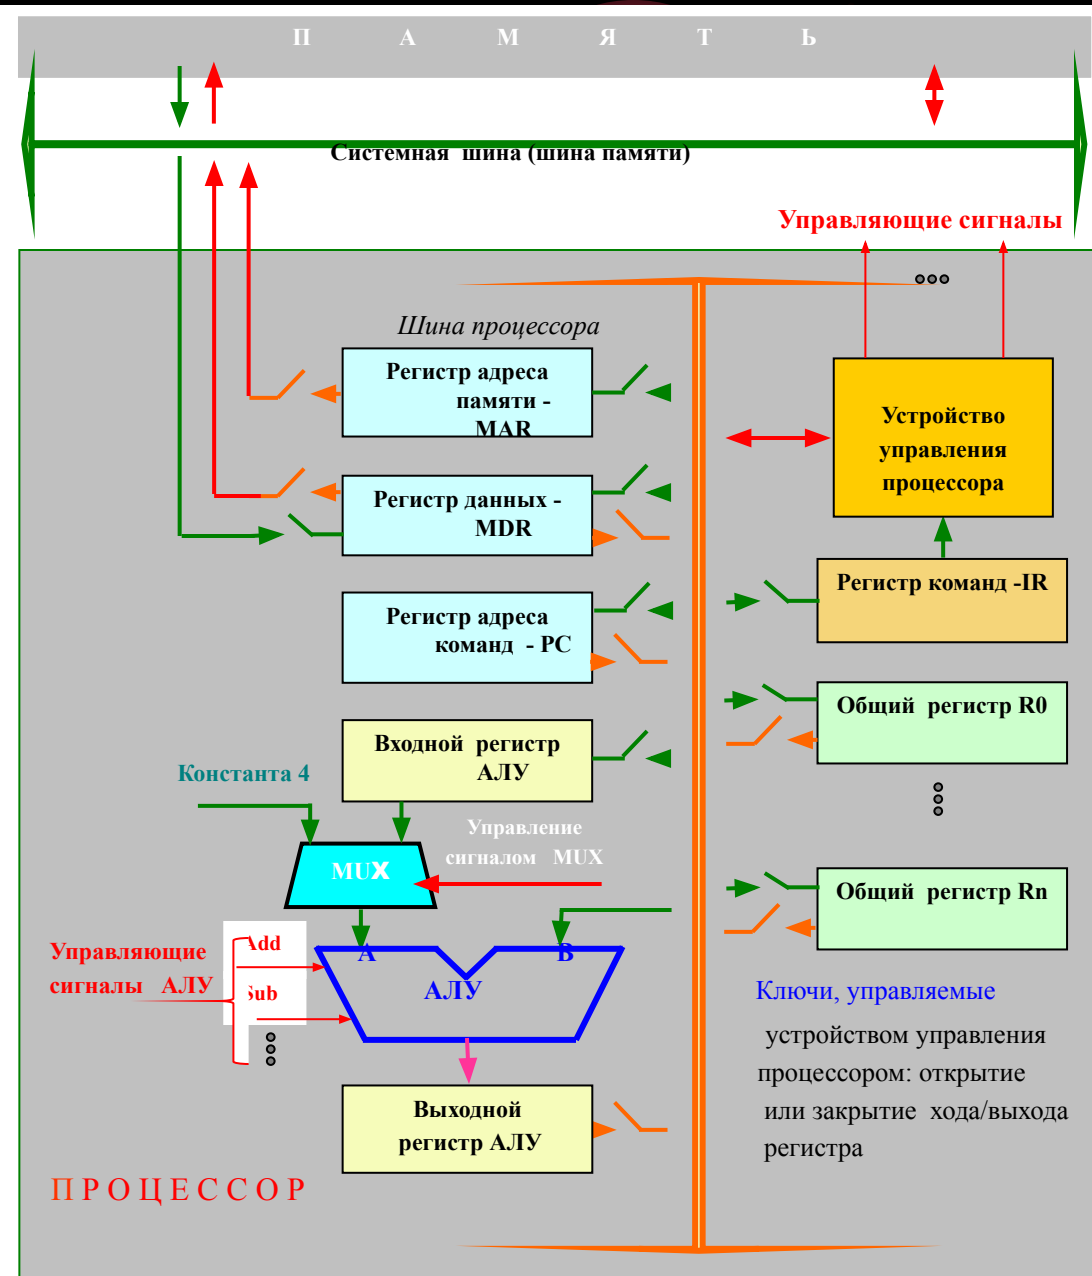 П А М Я Т Ь
Системная шина (шина памяти)
Управляющие сигналы
Шина процессора
Регистр адреса
памяти -
MAR
Устройство
управления
процессора
Регистр данных -
MDR
Регистр команд -IR
Регистр адреса
команд - PC
Общий регистр R0
Входной регистр
АЛУ
Константа 4
Управление
сигналом MUX
MUX
Общий регистр Rn
Управляющие
сигналы АЛУ
Add
Sub
A
B
АЛУ
Ключи, управляемые
устройством управления
процессором: открытие
или закрытие хода/выхода
регистра
Выходной
регистр АЛУ
П Р О Ц Е С С О Р